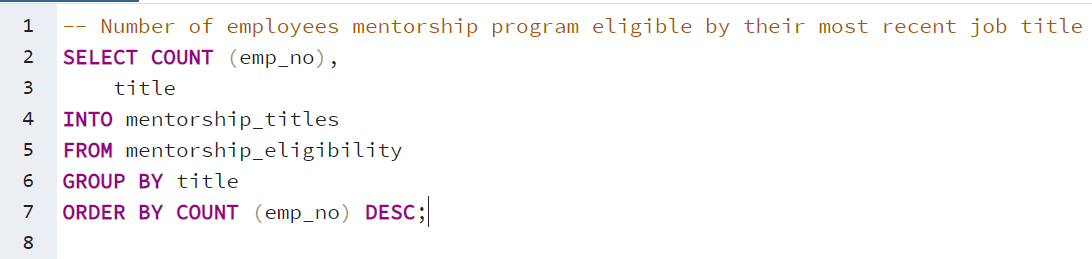 1 -- Number of employees mentorship program eligible by their most recent job title
2 SELECT COUNT (emp_no),
3     title
4 INTO mentorship_titles
5 FROM mentorship_eligibility
6 GROUP BY title
7 ORDER BY COUNT (emp_no) DESC;
8